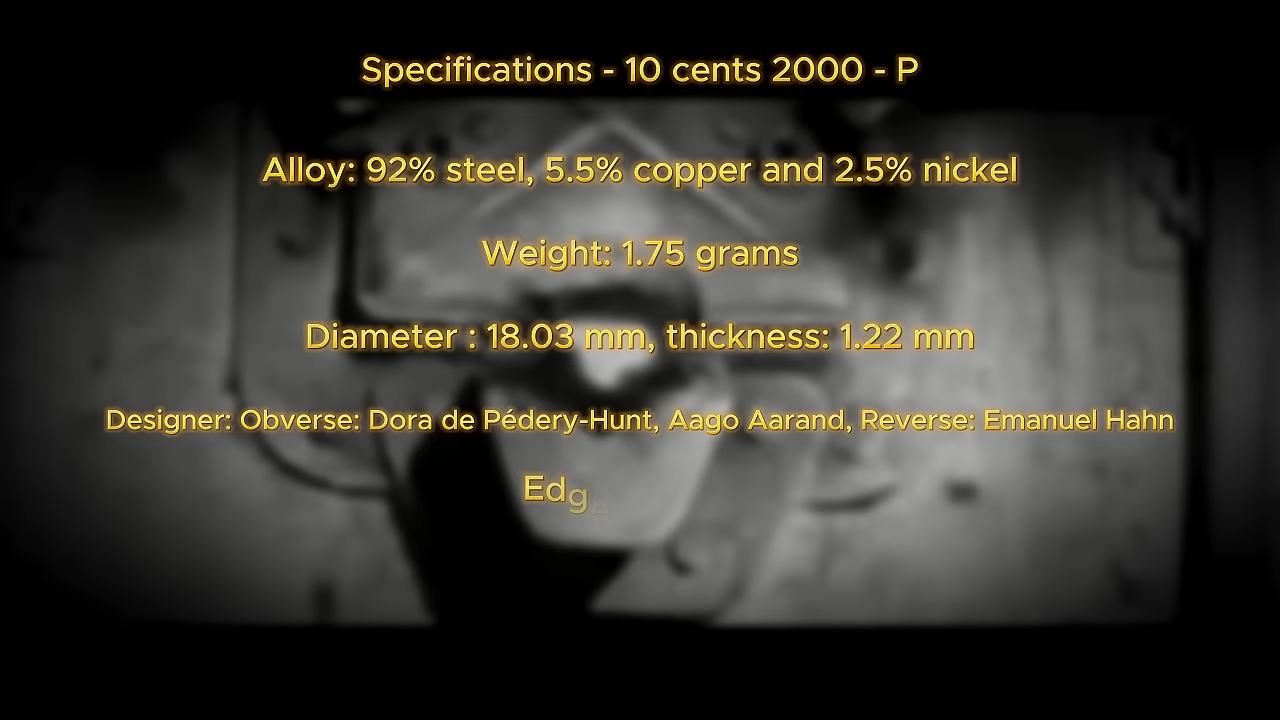 Specifications - 10 cents 2000 - P
Alloy: 92% steel, 5.5% copper and 2.5% nickel
Weight: 1.75 grams
Diameter : 18.03 mm, thickness: 1.22 mm
Designer: Obverse: Dora de Pédery-Hunt, Aago Aarand, Reverse: Emanuel Hahn
Edge